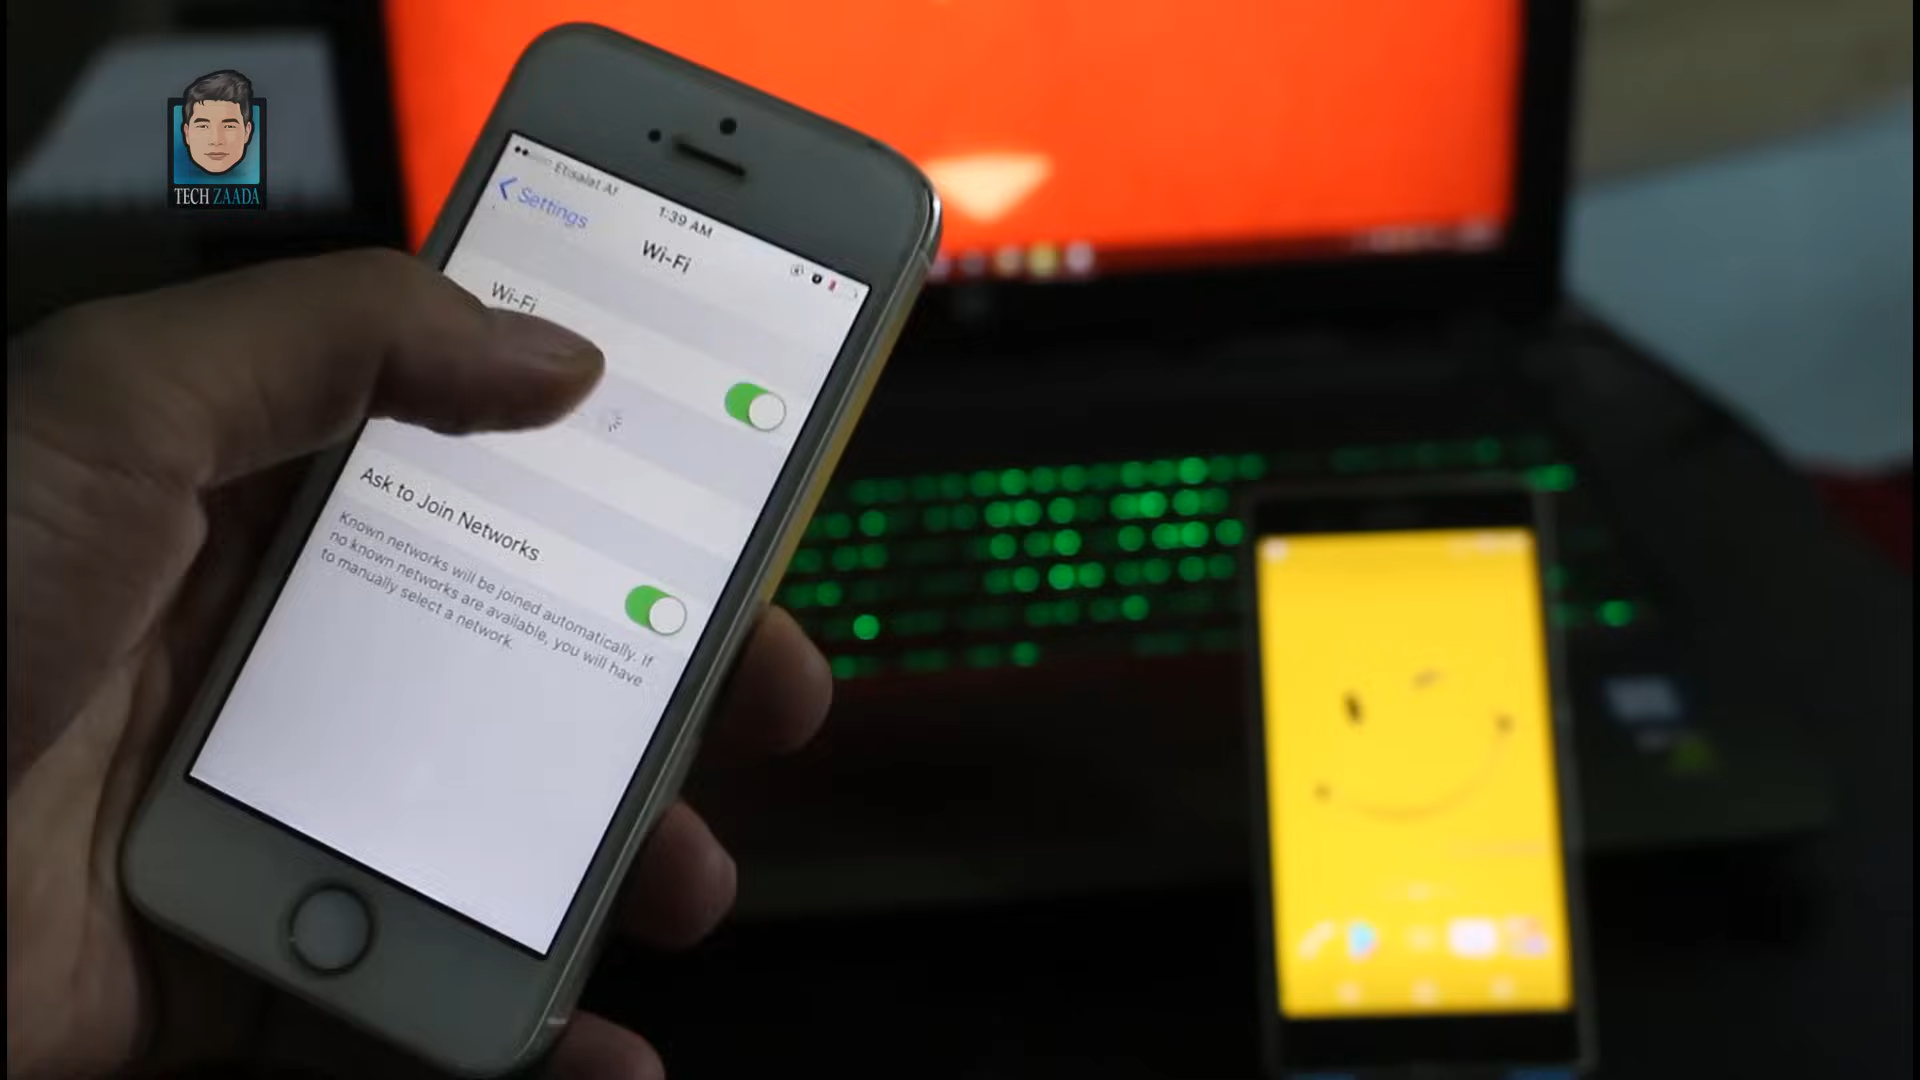 TECH ZAADA
Etisalat Af
1:39 AM
Settings
Wi-Fi
Wi-Fi
Ask to Join Networks
Known networks will be joined automatically. If
no known networks are available, you will have
to manually select a network.